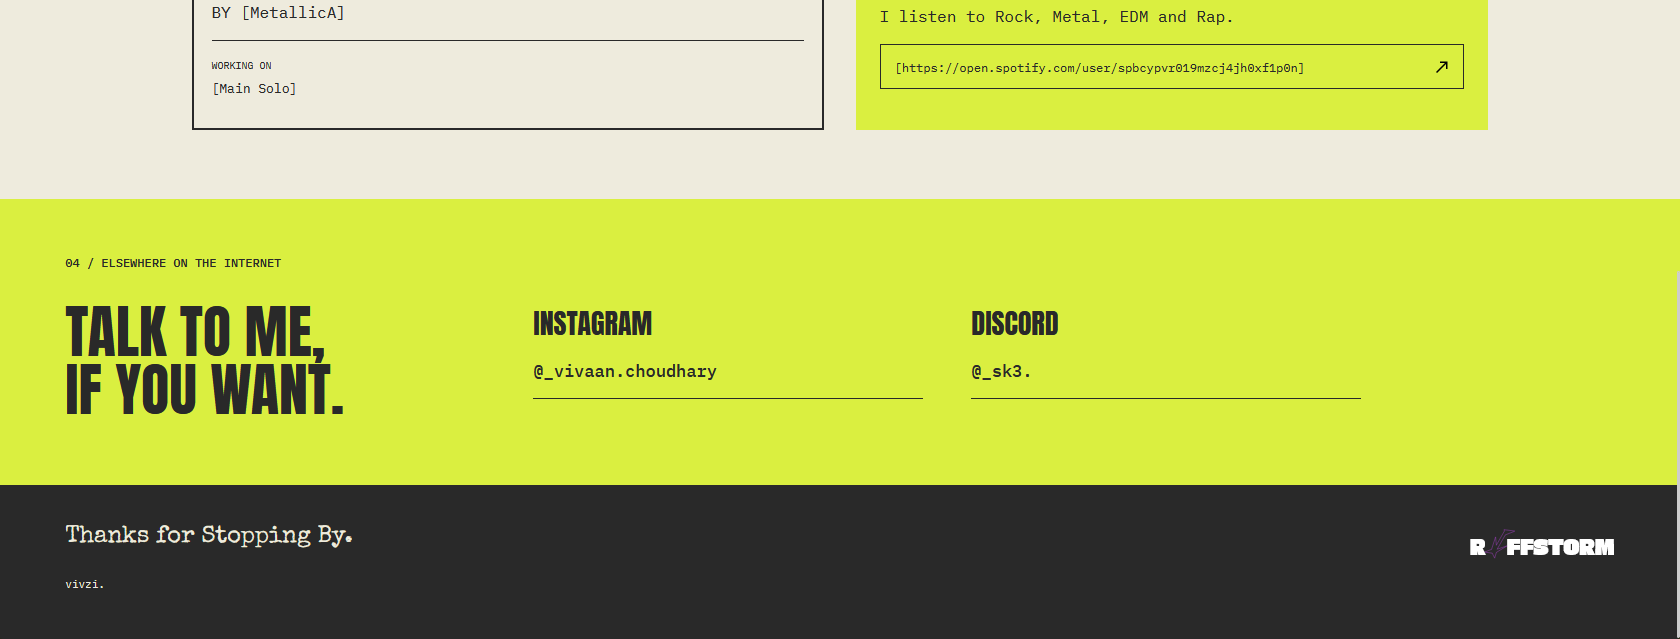 BY [MetallicA]
WORKING ON
[Main Solo]
I listen to Rock, Metal, EDM and Rap.
[https://open.spotify.com/user/spbcypvr019mzcj4jh0xf1p0n]
04 / ELSEWHERE ON THE INTERNET
TALK TO ME,
IF YOU WANT.
INSTAGRAM
@_vivaan.choudhary
DISCORD
@_sk3.
Thanks for Stopping By.
vivzi.
R FFSTORM